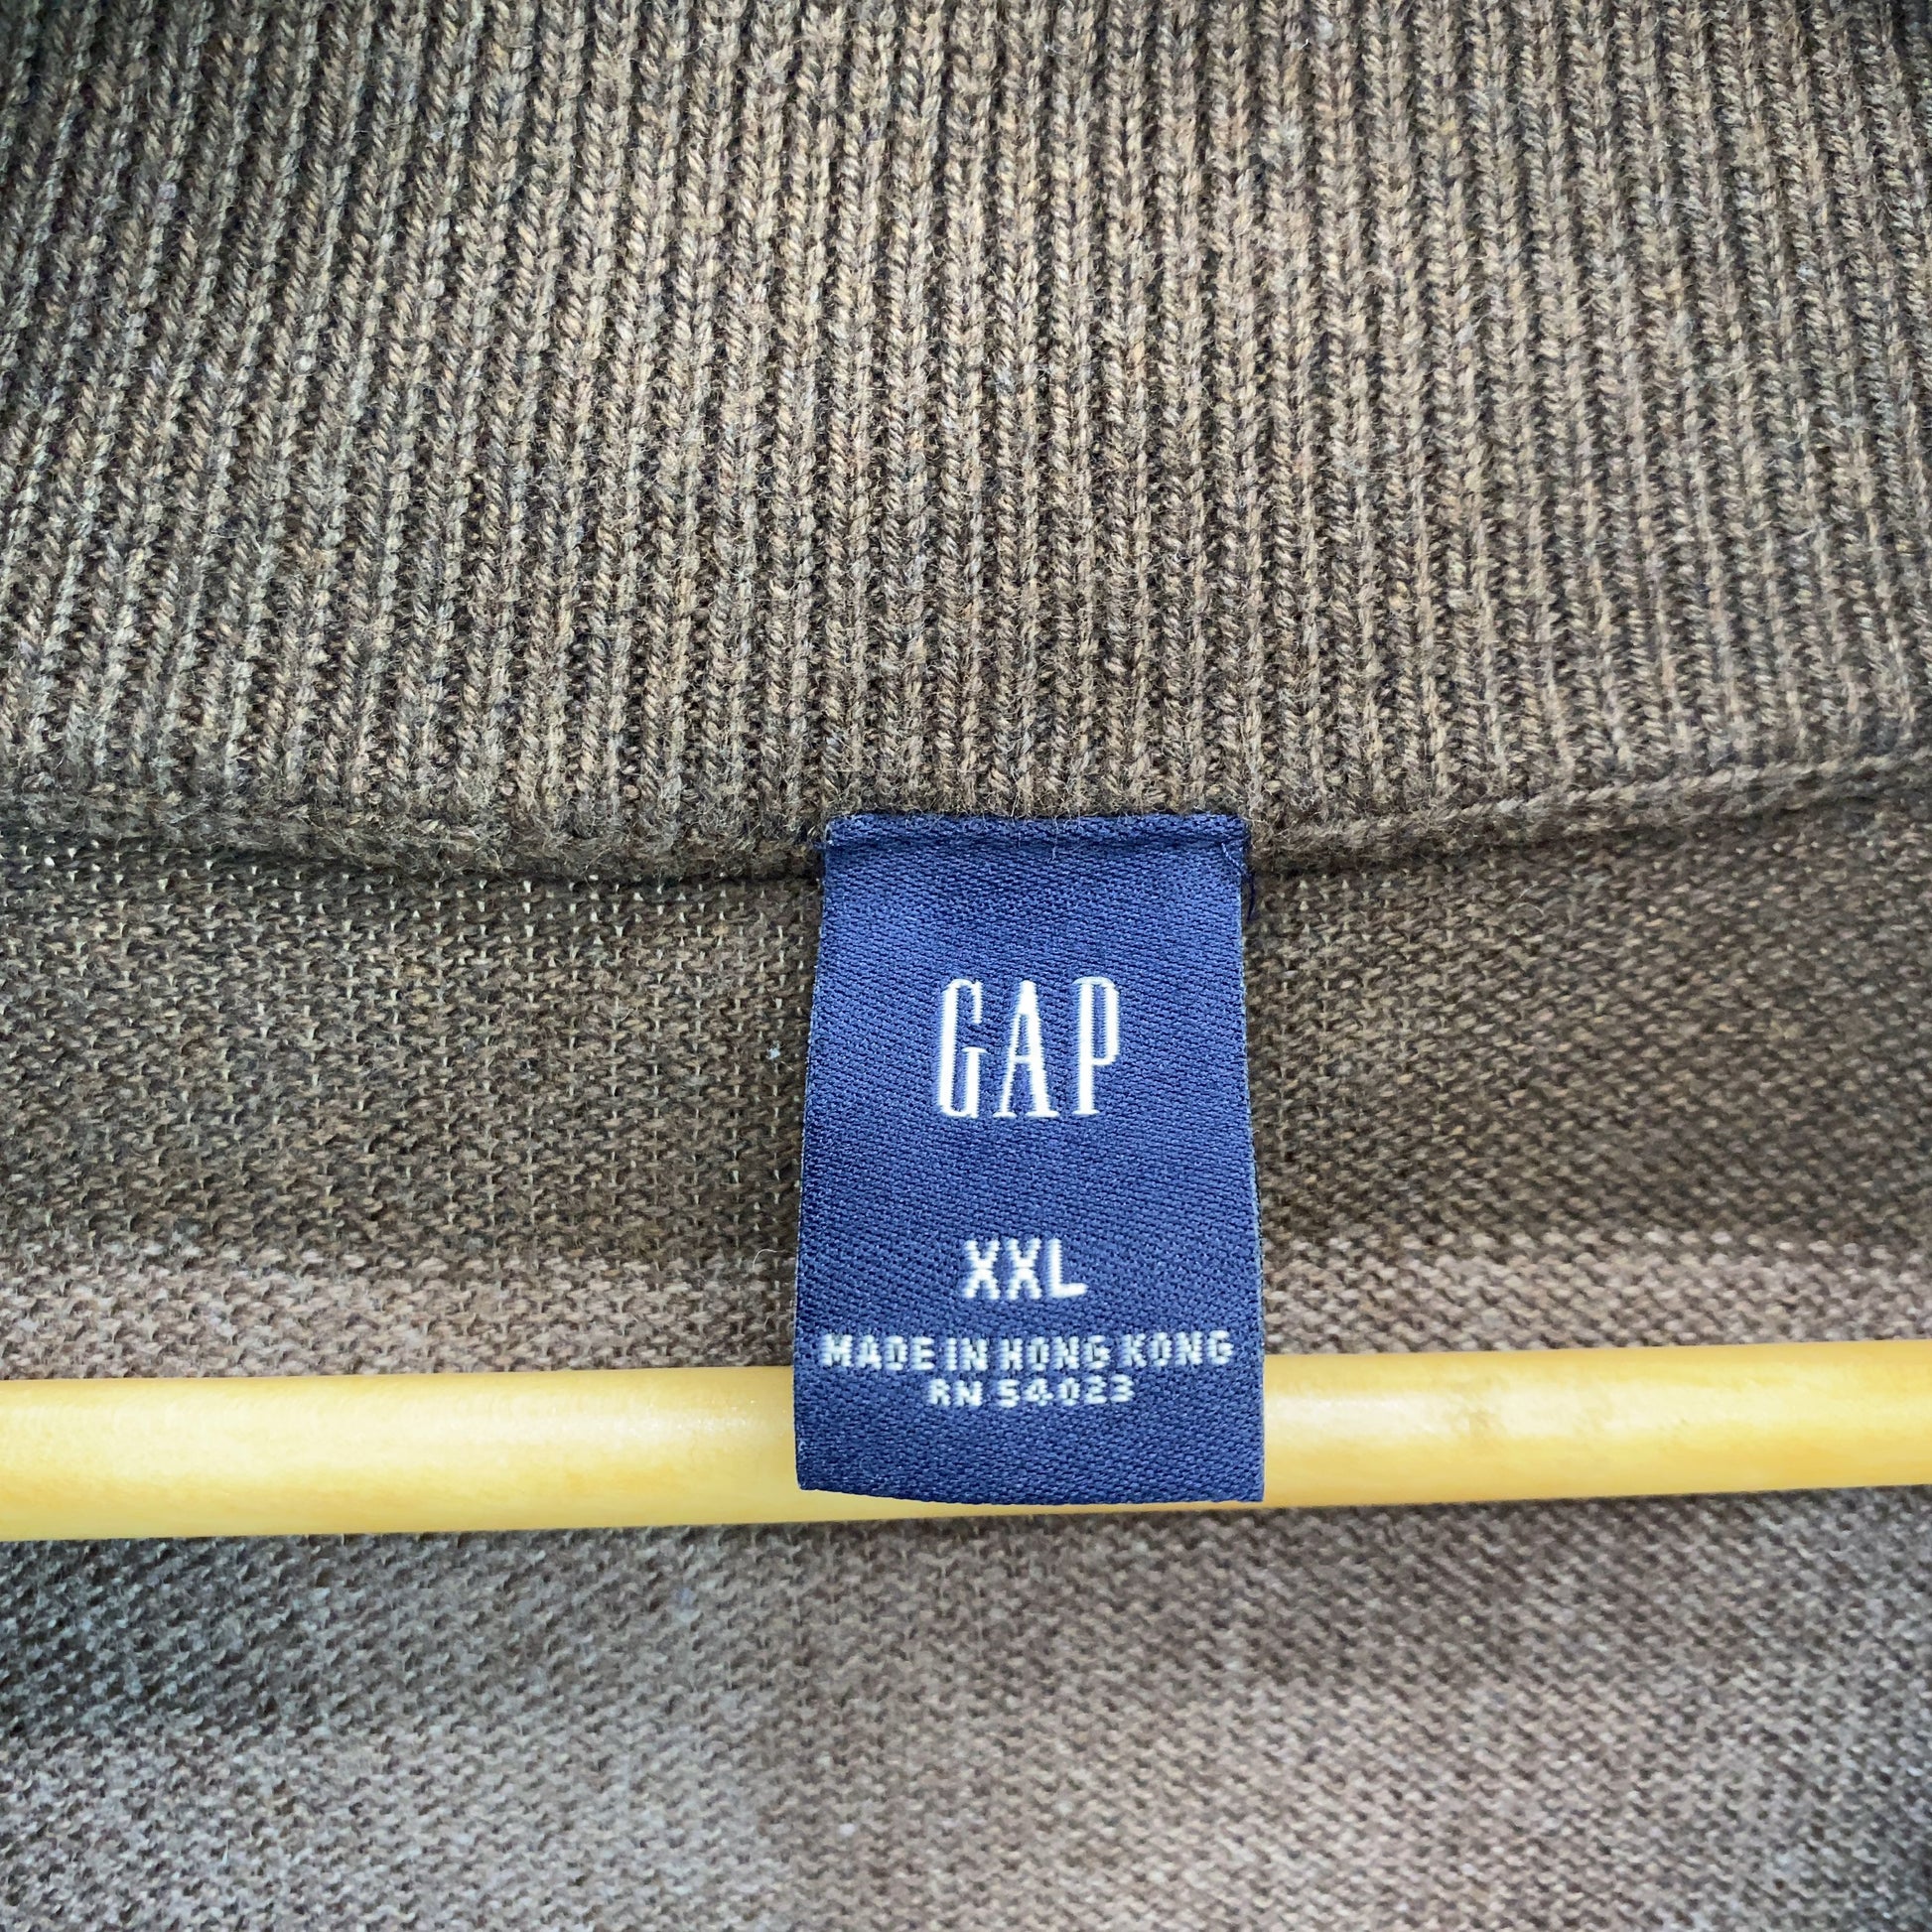 GAP
XXL
MADE IN HONG KONG
RN 54023